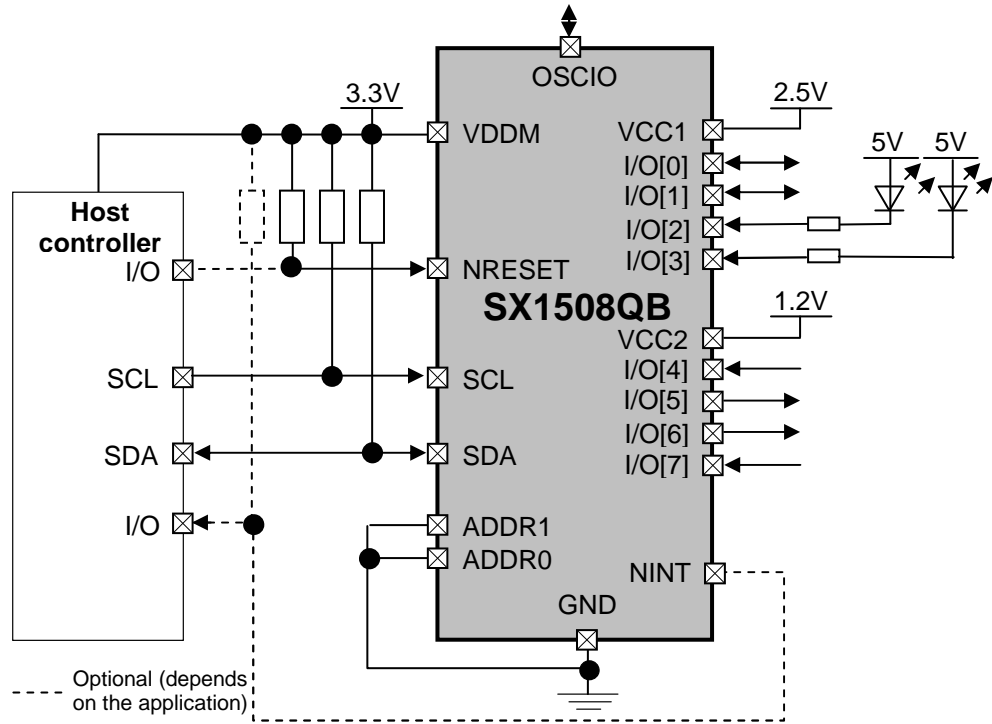 OSCIO
3.3V
2.5V
VDDM
VCC1
5V
5V
I/O[0]
I/O[1]
Host
controller
I/O[2]
I/O
NRESET
I/O[3]
SX1508QB
1.2V
VCC2
SCL
SCL
I/O[4]
I/O[5]
I/O[6]
SDA
SDA
I/O[7]
I/O
ADDR1
ADDR0
NINT
GND
Optional (depends
on the application)